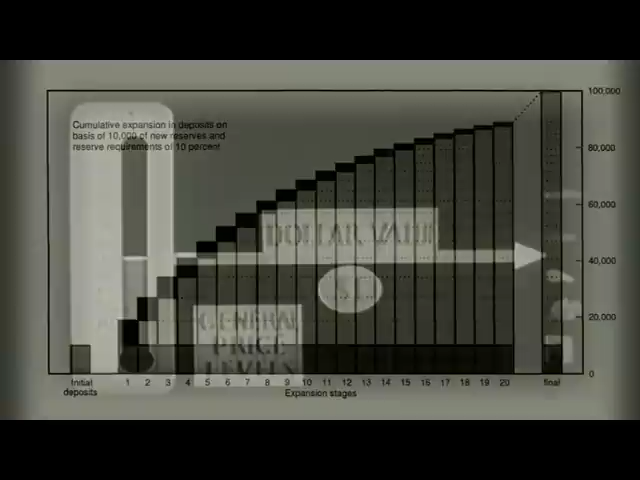 Cumulative expansion in deposits on
basis of 10,000 of new reserves and
reserve requirements of 10 percent
100,000
80,000
60,000
40,000
20,000
0
DOLLAR VALUE
$1
GENERAL
PRICE
LEVELS
Initial
deposits
1 2 3 4 5 6 7 8 9 10 11 12 13 14 15 16 17 18 19 20 final
Expansion stages